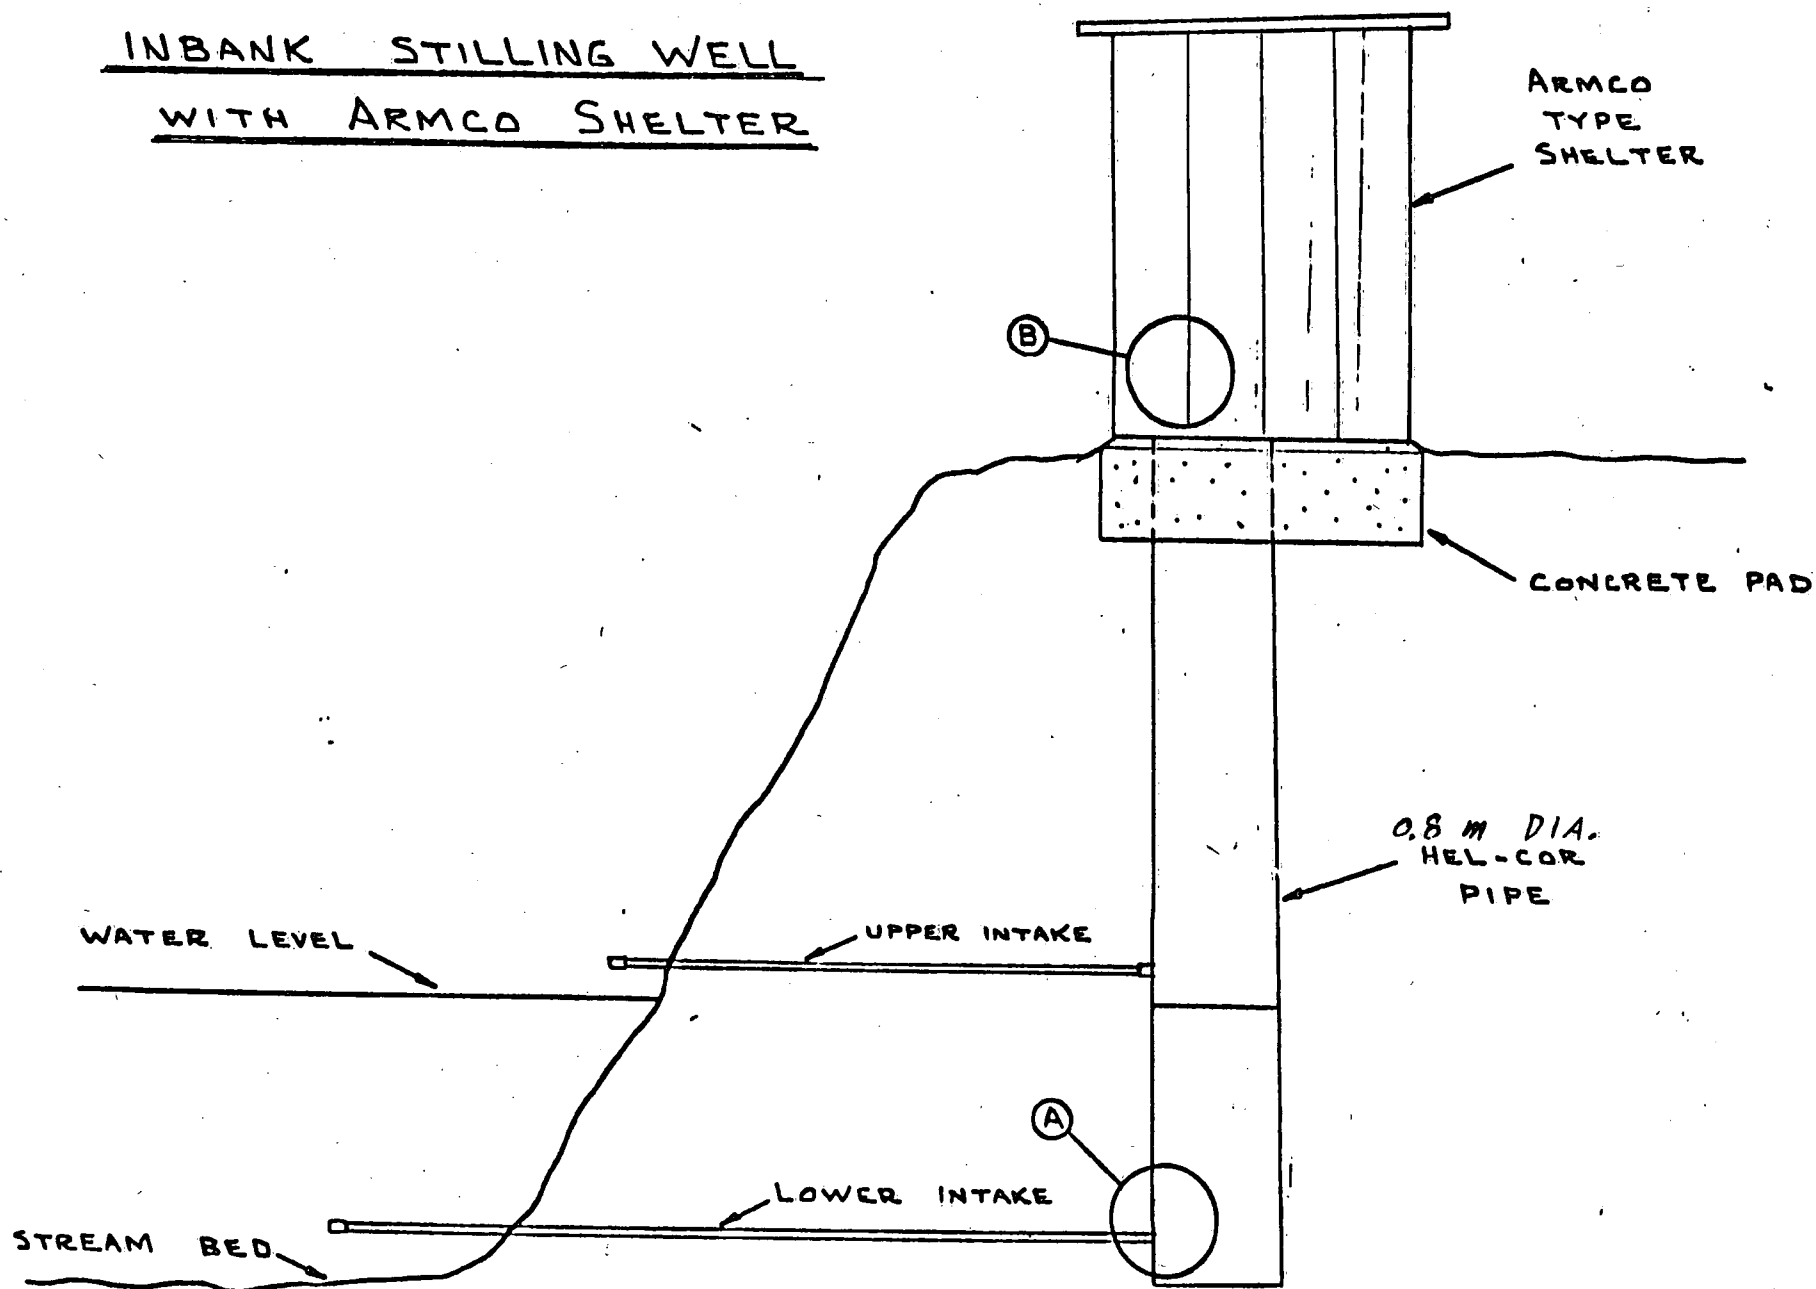 INBANK STILLING WELL
WITH ARMCO SHELTER
ARMCO
TYPE
SHELTER
B
CONCRETE PAD
0.8 m DIA.
HEL-COR
PIPE
WATER LEVEL
UPPER INTAKE
A
LOWER INTAKE
STREAM BED